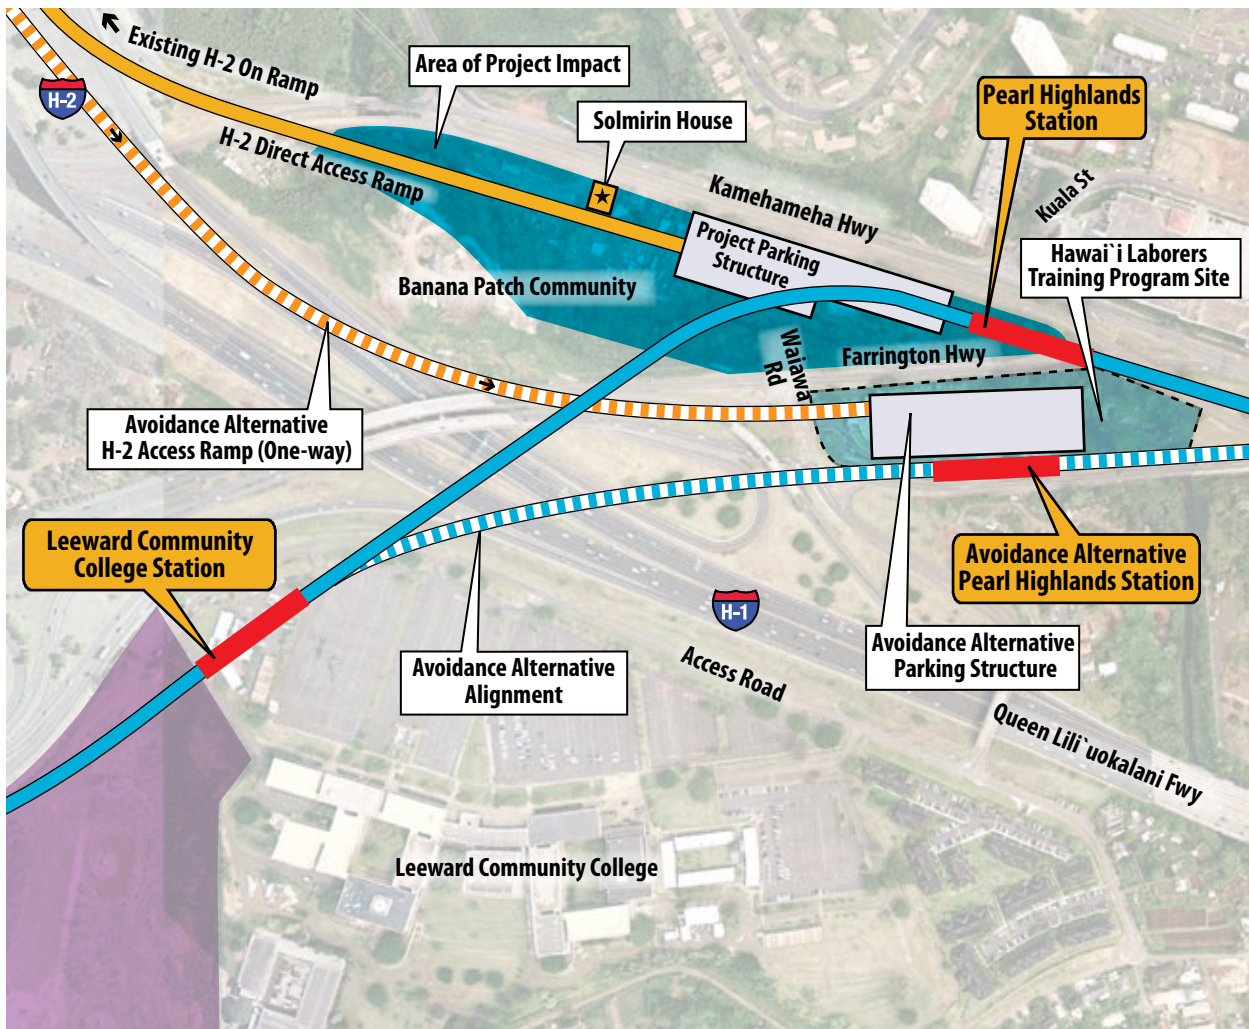 Existing H-2 On Ramp
H-2
Area of Project Impact
Solmirin House
Pearl Highlands
Station
H-2 Direct Access Ramp
Kamehameha Hwy
Kuala St
Project Parking
Structure
Hawai`i Laborers
Training Program Site
Banana Patch Community
Waiawa
Rd
Farrington Hwy
Avoidance Alternative
H-2 Access Ramp (One-way)
Leeward Community
College Station
Avoidance Alternative
Pearl Highlands Station
H-1
Avoidance Alternative
Alignment
Access Road
Avoidance Alternative
Parking Structure
Queen Lili`uokalani Fwy
Leeward Community College